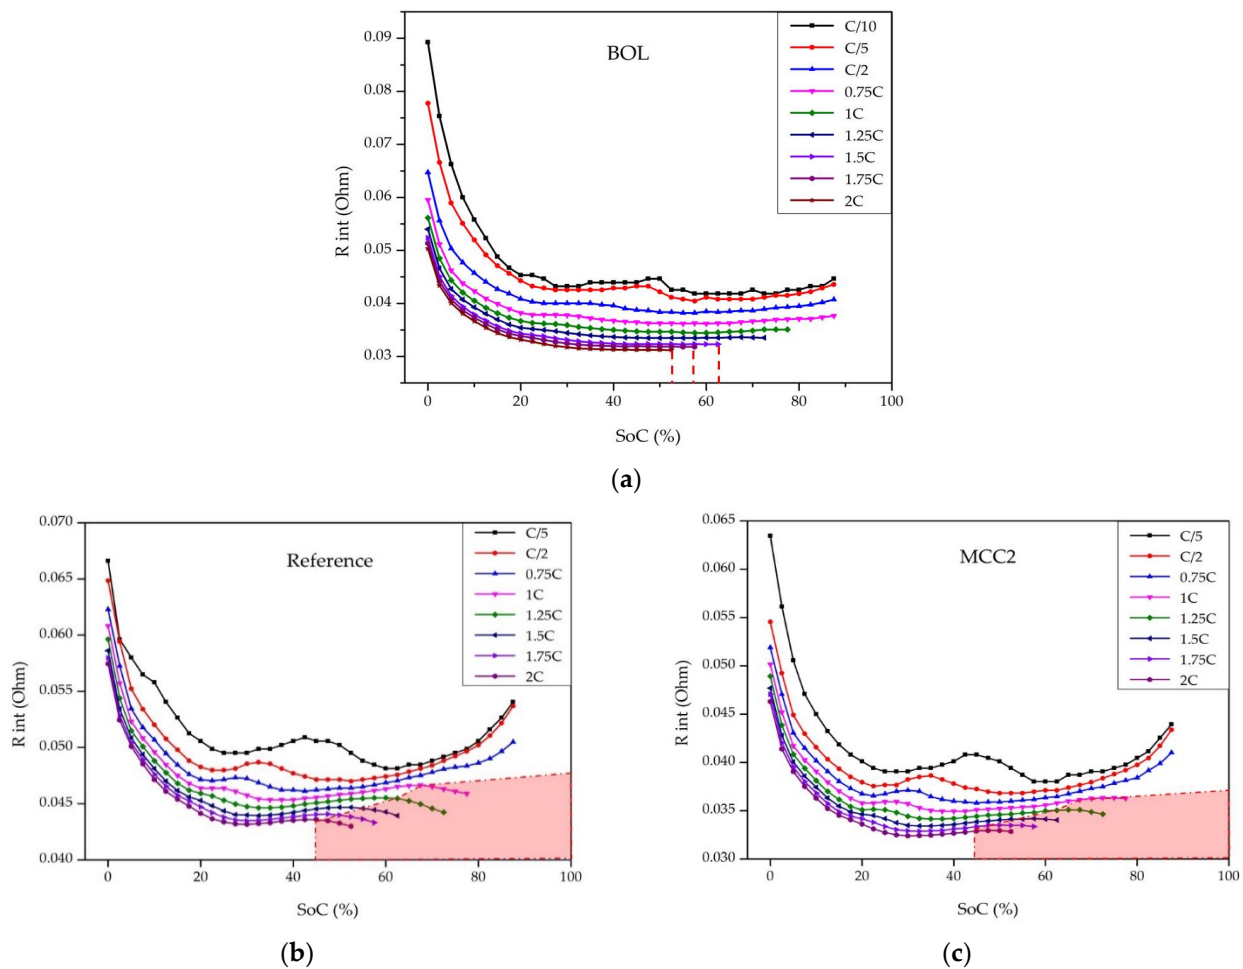 BOL
C/10
C/5
C/2
0.75C
1C
1.25C
1.5C
1.75C
2C
0.09
0.08
0.07
0.06
0.05
0.04
0.03
R int (Ohm)
0 20 40 60 80 100
SoC (%)
(a)
Reference
C/5
C/2
0.75C
1C
1.25C
1.5C
1.75C
2C
0.070
0.065
0.060
0.055
0.050
0.045
0.040
R int (Ohm)
0 20 40 60 80 100
SoC (%)
(b)
MCC2
C/5
C/2
0.75C
1C
1.25C
1.5C
1.75C
2C
0.065
0.060
0.055
0.050
0.045
0.040
0.035
0.030
R int (Ohm)
0 20 40 60 80 100
SoC (%)
(c)